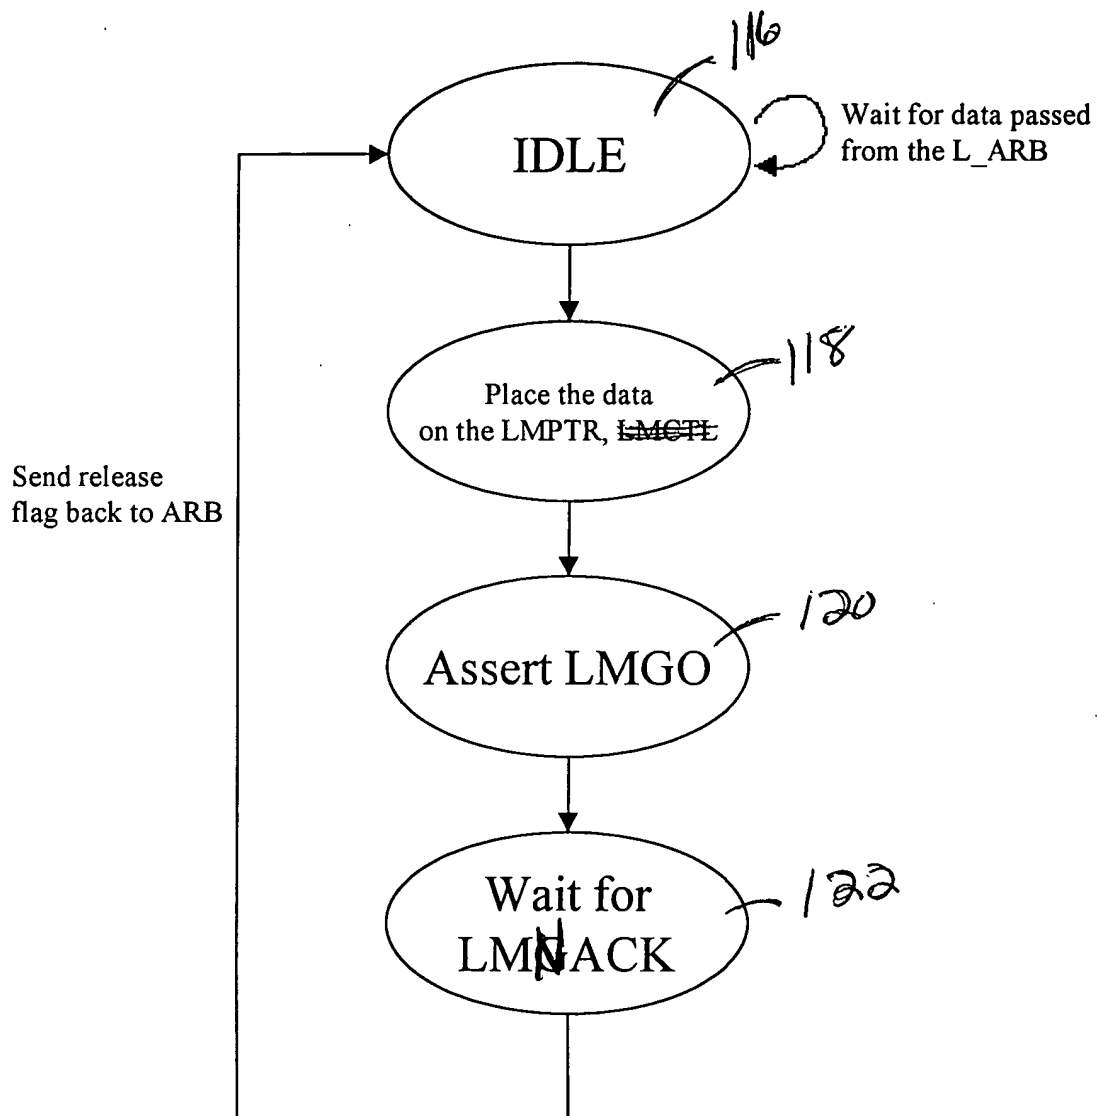 116
IDLE
Wait for data passed
from the L_ARB
118
Place the data
on the LMPTR, LMCTL
Send release
flag back to ARB
120
Assert LMGO
122
Wait for
LMNACK